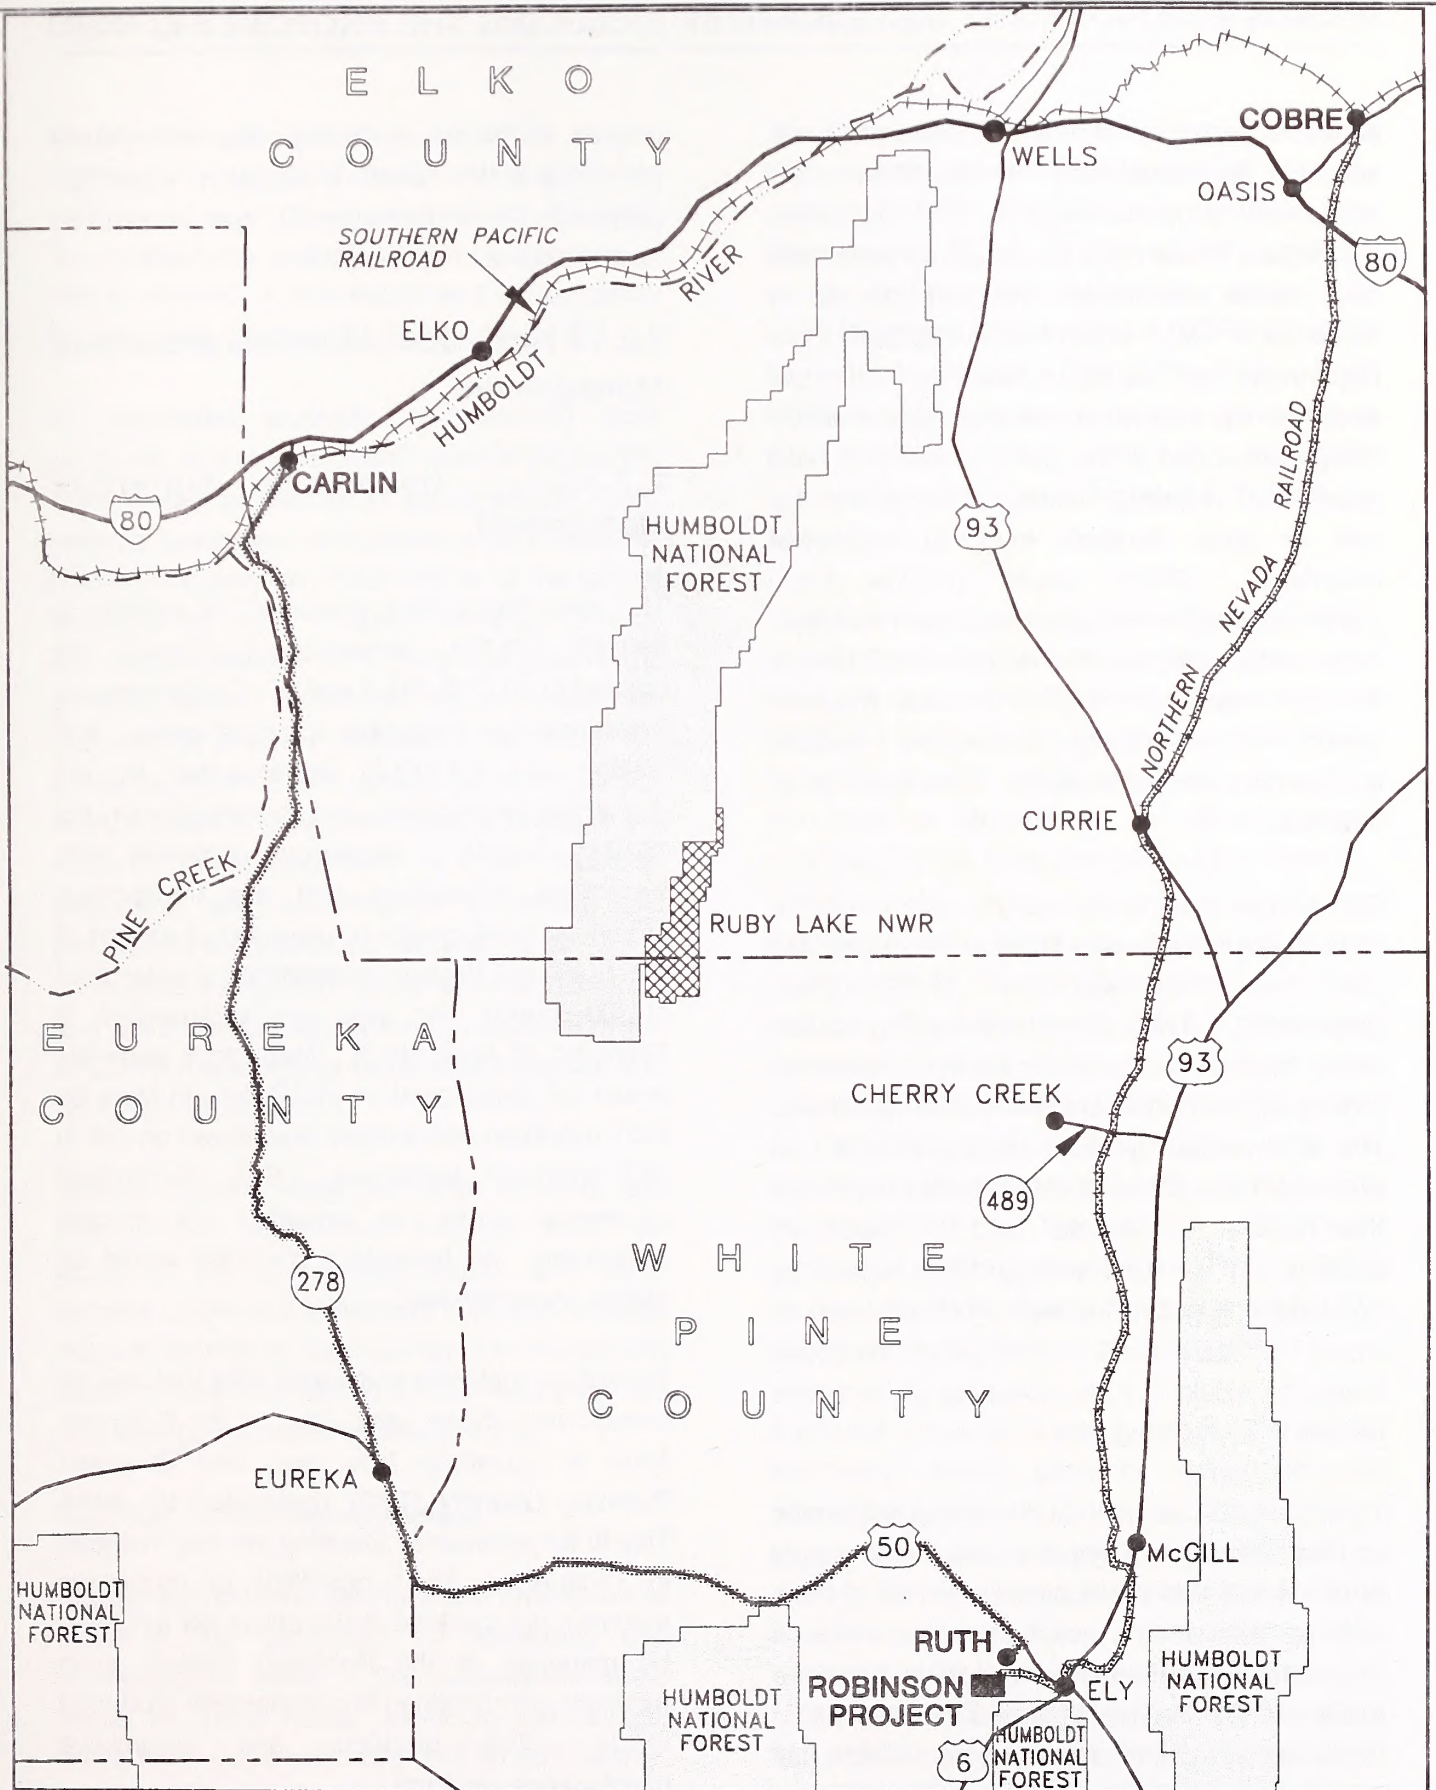 ELKO
COUNTY
COBRE
WELLS
OASIS
80
SOUTHERN PACIFIC
RAILROAD
RIVER
ELKO
HUMBOLDT
CARLIN
80
HUMBOLDT
NATIONAL
FOREST
93
NORTHERN NEVADA RAILROAD
CURRIE
PINE CREEK
RUBY LAKE NWR
EUREKA
COUNTY
93
CHERRY CREEK
489
WHITE
PINE
COUNTY
278
EUREKA
50
McGILL
HUMBOLDT
NATIONAL
FOREST
RUTH
ROBINSON
PROJECT
ELY
HUMBOLDT
NATIONAL
FOREST
HUMBOLDT
NATIONAL
FOREST
6
HUMBOLDT
NATIONAL
FOREST